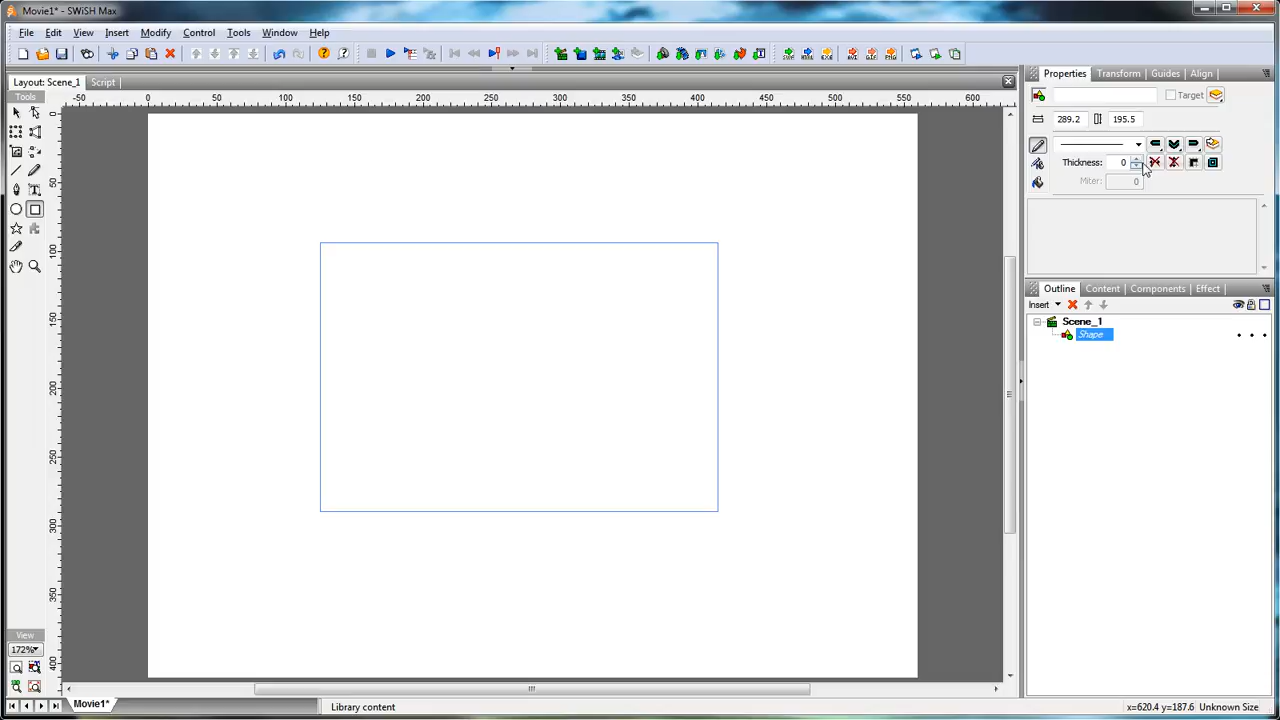 Movie1* - SWiSH Max
File Edit View Insert Modify Control Tools Window Help
Layout: Scene_1 Script
Tools
-50 0 50 100 150 200 250 300 350 400 450 500 550 600
0
50
100
150
200
250
300
350
400
View
172%
Movie1*
Library content
x=620.4 y=187.6 Unknown Size
Properties Transform Guides Align
Target
289.2 195.5
Thickness: 0
Miter: 0
Outline Content Components Effect
Insert
Scene_1
Shape